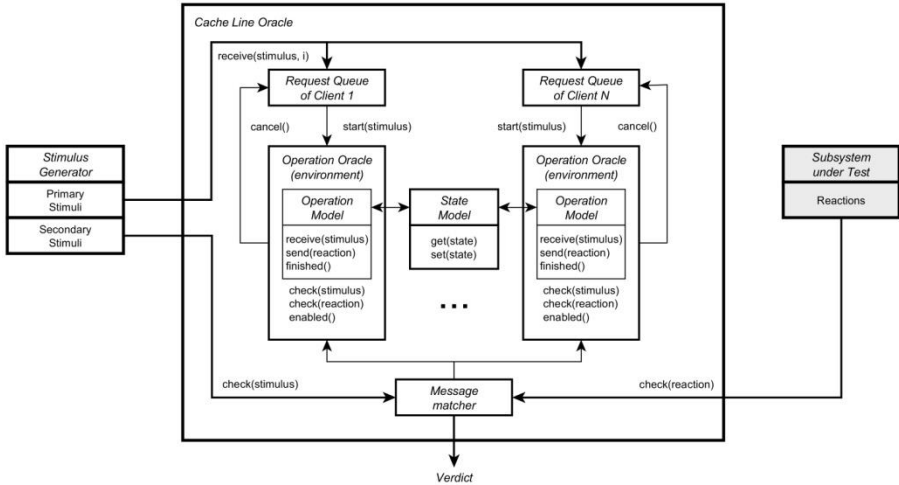 Cache Line Oracle
receive(stimulus, i)
Request Queue
of Client 1
Request Queue
of Client N
cancel()
start(stimulus)
start(stimulus)
cancel()
Stimulus
Generator
Primary
Stimuli
Secondary
Stimuli
Operation Oracle
(environment)
Operation
Model
receive(stimulus)
send(reaction)
finished()
check(stimulus)
check(reaction)
enabled()
State
Model
get(state)
set(state)
...
Operation Oracle
(environment)
Operation
Model
receive(stimulus)
send(reaction)
finished()
check(stimulus)
check(reaction)
enabled()
Subsystem
under Test
Reactions
check(stimulus)
Message
matcher
check(reaction)
Verdict